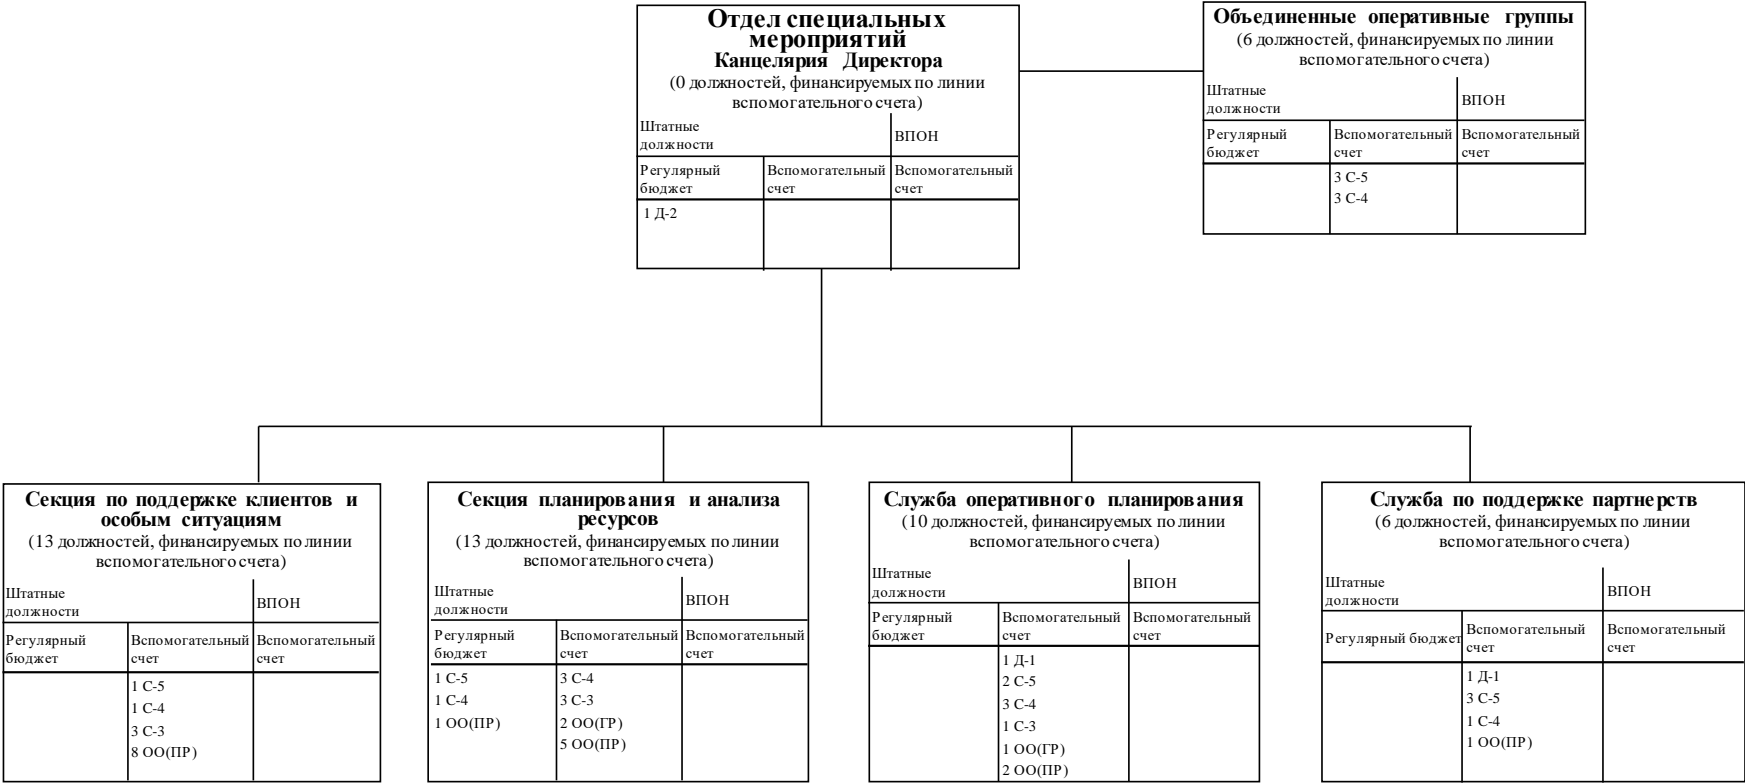 Отдел специальных
мероприятий
Канцелярия Директора
(0 должностей, финансируемых по линии
вспомогательного счета)
Штатные
должности
ВПОН
Регулярный
бюджет
Вспомогательный
счет
Вспомогательный
счет
1 Д-2
Объединенные оперативные группы
(6 должностей, финансируемых по линии
вспомогательного счета)
Штатные
должности
ВПОН
Регулярный
бюджет
Вспомогательный
счет
Вспомогательный
счет
3 С-5
3 С-4
Секция по поддержке клиентов и
особым ситуациям
(13 должностей, финансируемых по линии
вспомогательного счета)
Штатные
должности
ВПОН
Регулярный
бюджет
Вспомогательный
счет
Вспомогательный
счет
1 С-5
1 С-4
3 С-3
8 ОО(ПР)
Секция планирования и анализа
ресурсов
(13 должностей, финансируемых по линии
вспомогательного счета)
Штатные
должности
ВПОН
Регулярный
бюджет
Вспомогательный
счет
Вспомогательный
счет
1 С-5
1 С-4
1 ОО(ПР)
3 С-4
3 С-3
2 ОО(ГР)
5 ОО(ПР)
Служба оперативного планирования
(10 должностей, финансируемых по линии
вспомогательного счета)
Штатные
должности
ВПОН
Регулярный
бюджет
Вспомогательный
счет
Вспомогательный
счет
1 Д-1
2 С-5
3 С-4
1 С-3
1 ОО(ГР)
2 ОО(ПР)
Служба по поддержке партнерств
(6 должностей, финансируемых по линии
вспомогательного счета)
Штатные
должности
ВПОН
Регулярный бюджет
Вспомогательный
счет
Вспомогательный
счет
1 Д-1
3 С-5
1 С-4
1 ОО(ПР)